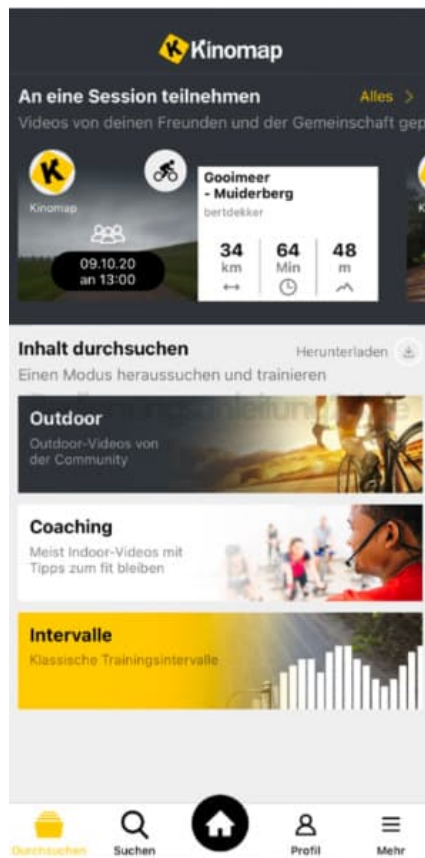 Kinomap
An eine Session teilnehmen
Alles >
Videos von deinen Freunden und der Gemeinschaft gep
Kinomap
09.10.20
an 13:00
Gooimeer
- Muiderberg
bertdekker
34 64 48
km Min m
Inhalt durchsuchen
Herunterladen
Einen Modus heraussuchen und trainieren
Outdoor
Outdoor-Videos von
der Community
Coaching
Meist Indoor-Videos mit
Tipps zum fit bleiben
Intervalle
Klassische Trainingsintervalle
Durchsuchen Suchen Profil Mehr